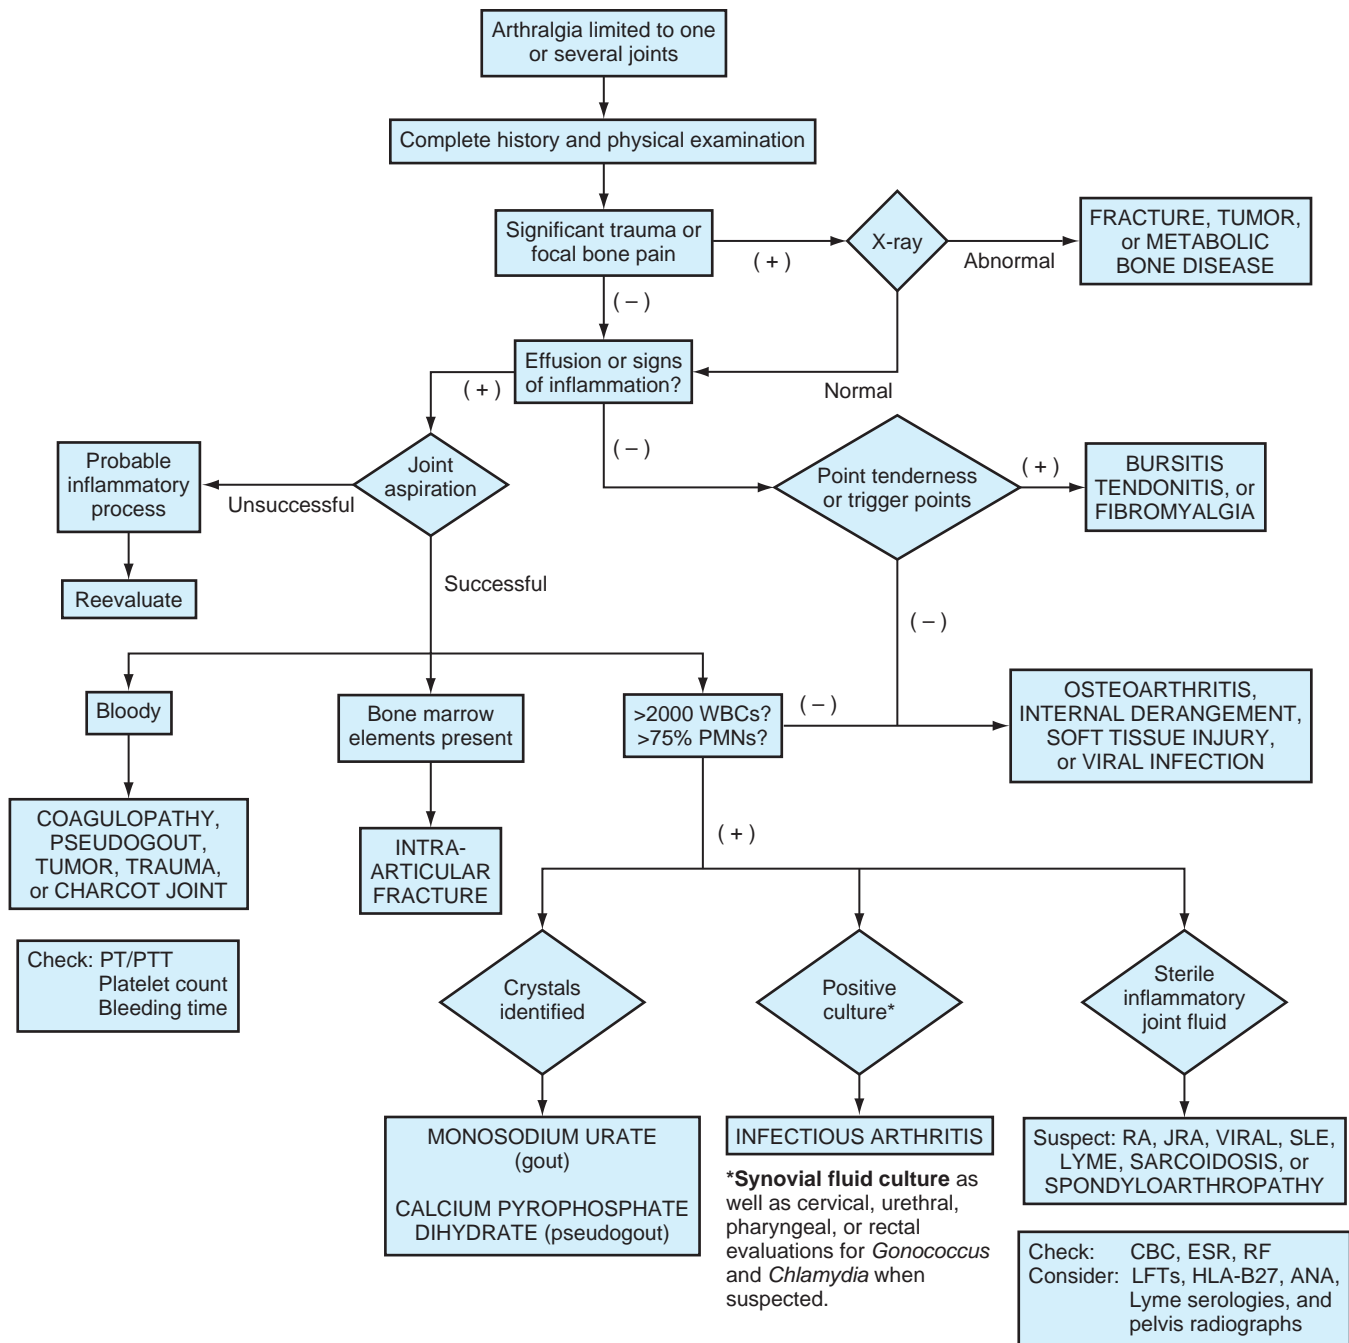 Arthralgia limited to one
or several joints
Complete history and physical examination
Significant trauma or
focal bone pain
( + )
X-ray
Abnormal
FRACTURE, TUMOR,
or METABOLIC
BONE DISEASE
( – )
Effusion or signs
of inflammation?
Normal
( + )
( – )
Probable
inflammatory
process
Unsuccessful
Joint
aspiration
Point tenderness
or trigger points
( + )
BURSITIS
TENDONITIS, or
FIBROMYALGIA
Reevaluate
Successful
( – )
Bloody
Bone marrow
elements present
>2000 WBCs?
>75% PMNs?
( – )
OSTEOARTHRITIS,
INTERNAL DERANGEMENT,
SOFT TISSUE INJURY,
or VIRAL INFECTION
COAGULOPATHY,
PSEUDOGOUT,
TUMOR, TRAUMA,
or CHARCOT JOINT
INTRA-
ARTICULAR
FRACTURE
( + )
Check: PT/PTT
Platelet count
Bleeding time
Crystals
identified
Positive
culture*
Sterile
inflammatory
joint fluid
MONOSODIUM URATE
(gout)
CALCIUM PYROPHOSPHATE
DIHYDRATE (pseudogout)
INFECTIOUS ARTHRITIS
*Synovial fluid culture as
well as cervical, urethral,
pharyngeal, or rectal
evaluations for Gonococcus
and Chlamydia when
suspected.
Suspect: RA, JRA, VIRAL, SLE,
LYME, SARCOIDOSIS, or
SPONDYLOARTHROPATHY
Check: CBC, ESR, RF
Consider: LFTs, HLA-B27, ANA,
Lyme serologies, and
pelvis radiographs